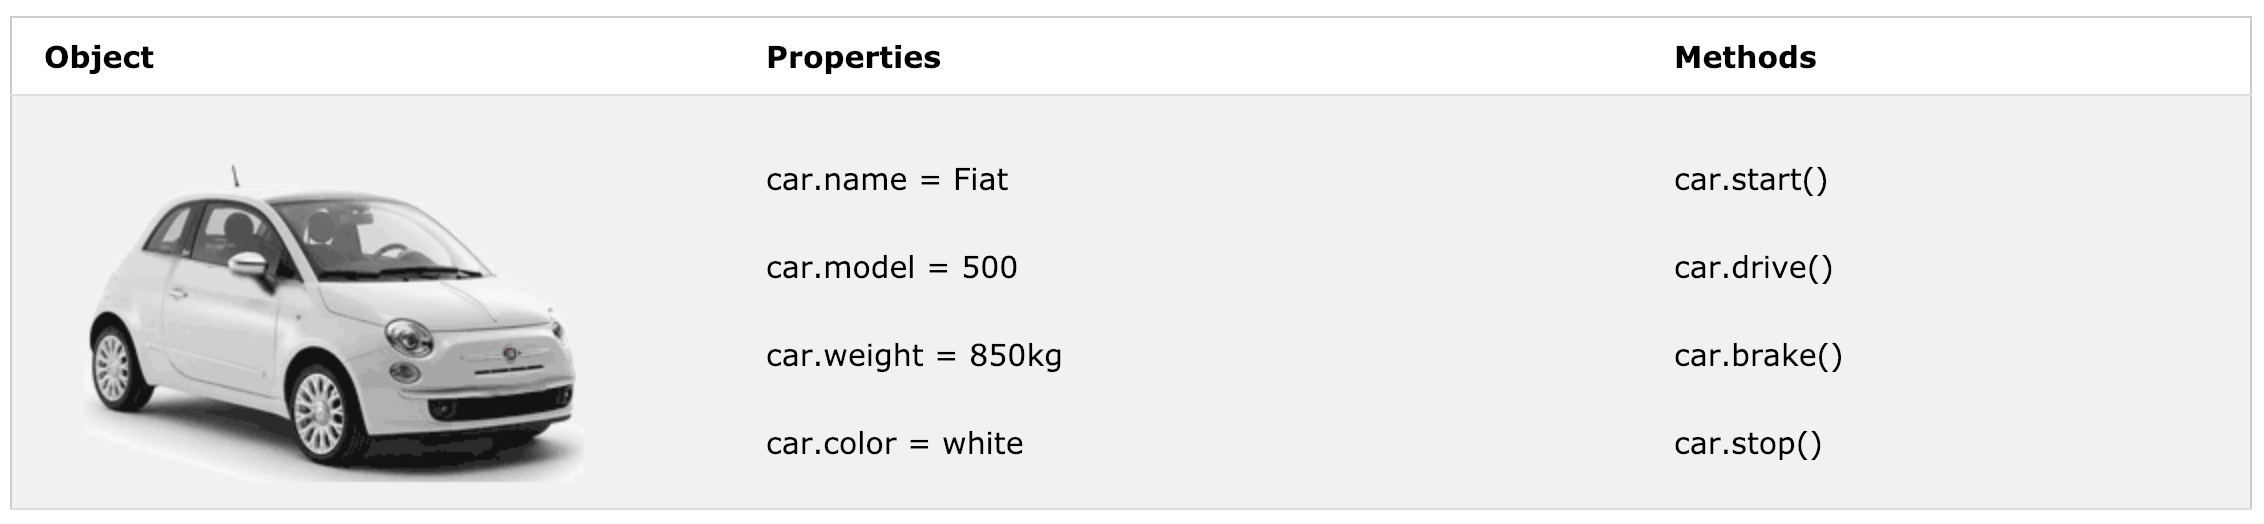 Object Properties Methods
car.name = Fiat car.start()
car.model = 500 car.drive()
car.weight = 850kg car.brake()
car.color = white car.stop()